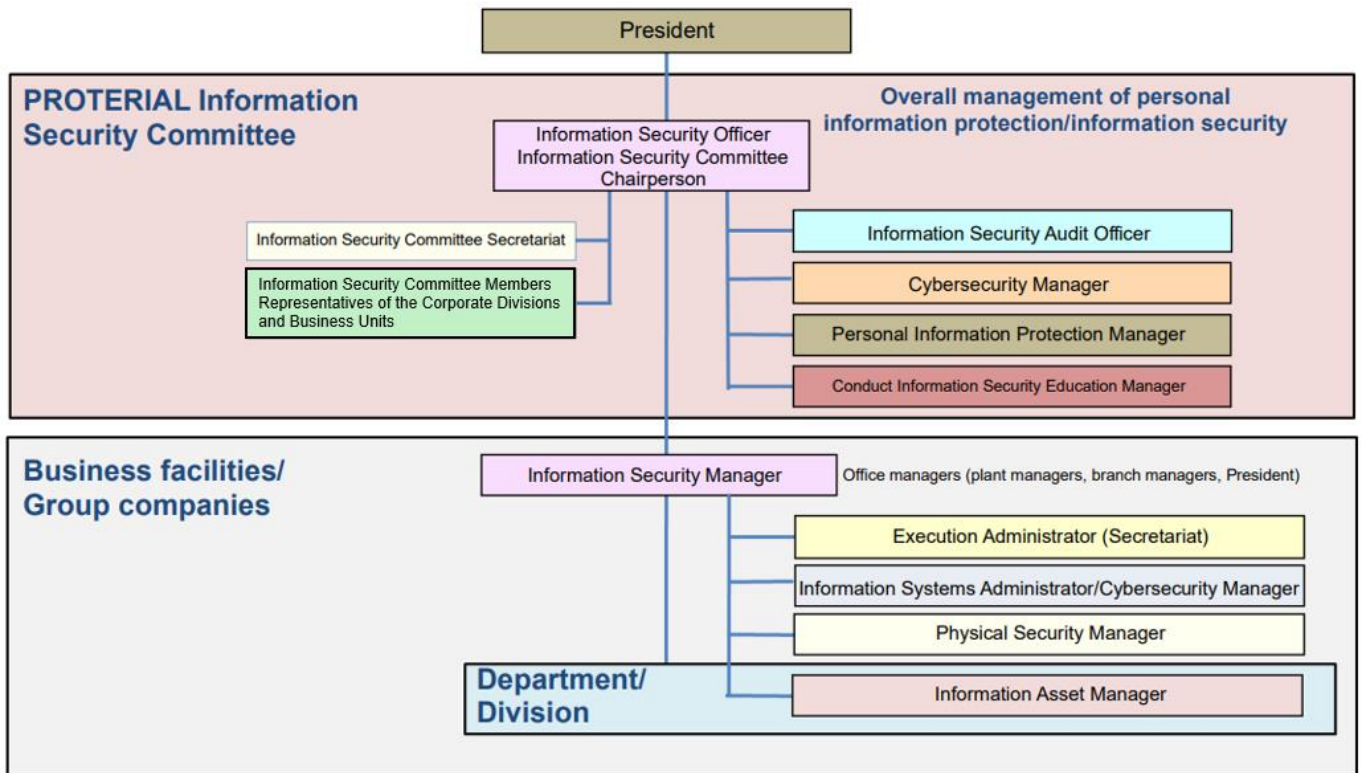 President
PROTERIAL Information
Security Committee
Overall management of personal
information protection/information security
Information Security Officer
Information Security Committee
Chairperson
Information Security Committee Secretariat
Information Security Committee Members
Representatives of the Corporate Divisions
and Business Units
Information Security Audit Officer
Cybersecurity Manager
Personal Information Protection Manager
Conduct Information Security Education Manager
Business facilities/
Group companies
Information Security Manager
Office managers (plant managers, branch managers, President)
Execution Administrator (Secretariat)
Information Systems Administrator/Cybersecurity Manager
Physical Security Manager
Department/
Division
Information Asset Manager